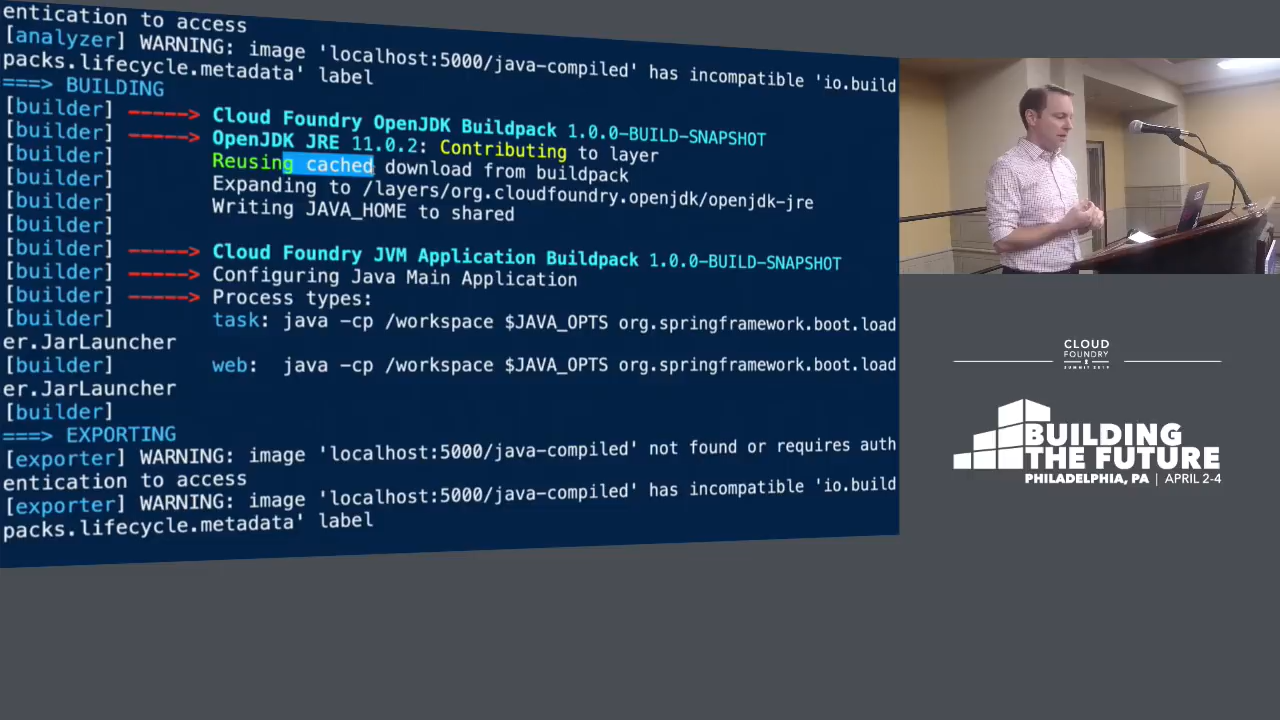 entication to access
[analyzer] WARNING: image 'localhost:5000/java-compiled' has incompatible 'io.build
packs.lifecycle.metadata' label
===> BUILDING
[builder]
[builder] -----> Cloud Foundry OpenJDK Buildpack 1.0.0-BUILD-SNAPSHOT
[builder] -----> OpenJDK JRE 11.0.2: Contributing to layer
[builder] Reusing cached download from buildpack
[builder] Expanding to /layers/org.cloudfoundry.openjdk/openjdk-jre
[builder] Writing JAVA_HOME to shared
[builder]
[builder] -----> Cloud Foundry JVM Application Buildpack 1.0.0-BUILD-SNAPSHOT
[builder] -----> Configuring Java Main Application
[builder] -----> Process types:
[builder] task: java -cp /workspace $JAVA_OPTS org.springframework.boot.load
er.JarLauncher
[builder] web: java -cp /workspace $JAVA_OPTS org.springframework.boot.load
er.JarLauncher
[builder]
===> EXPORTING
[exporter] WARNING: image 'localhost:5000/java-compiled' not found or requires auth
entication to access
[exporter] WARNING: image 'localhost:5000/java-compiled' has incompatible 'io.build
packs.lifecycle.metadata' label
CLOUD
FOUNDRY
SUMMIT 2019
BUILDING
THE FUTURE
PHILADELPHIA, PA | APRIL 2-4